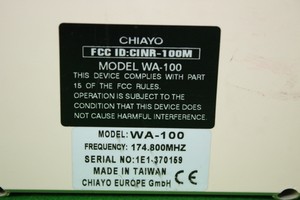 CHIAYO
FCC ID:CINR-100M
MODEL WA-100
THIS DEVICE COMPLIES WITH PART
15 OF THE FCC RULES.
OPERATION IS SUBJECT TO THE
CONDITION THAT THIS DEVICE DOES
NOT CAUSE HARMFUL INTERFERENCE.
MODEL: WA-100
FREQUENCY: 174.800MHZ
SERIAL NO:1E1-370159
MADE IN TAIWAN CE
CHIAYO EUROPE GmbH